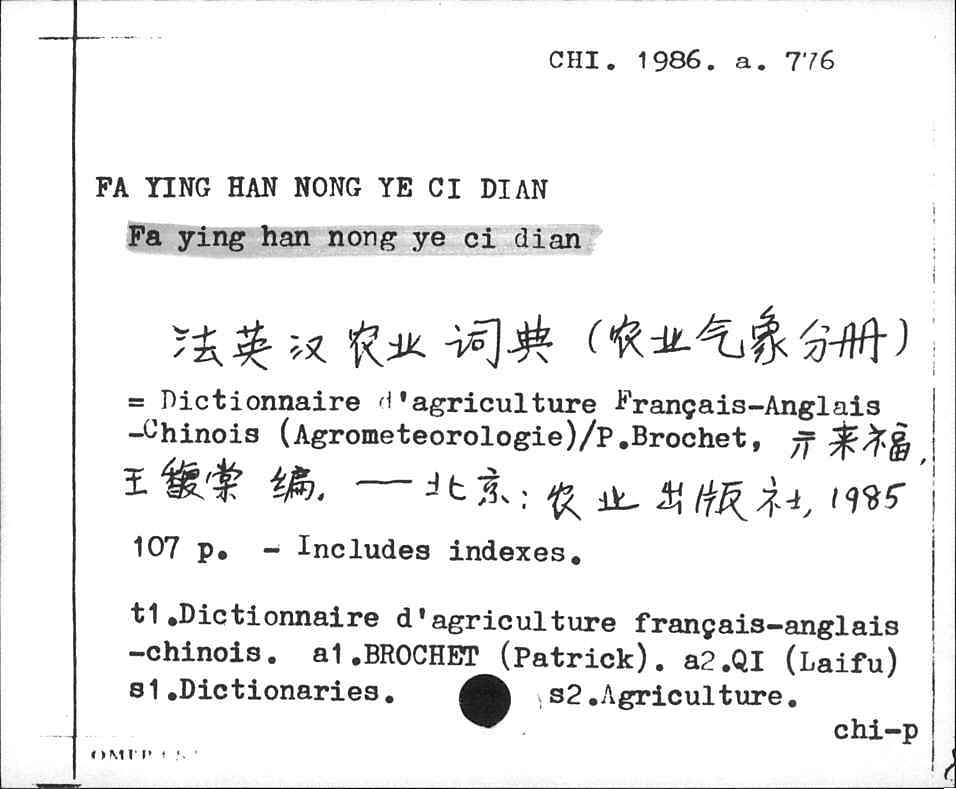 CHI. 1986. a. 776
FA YING HAN NONG YE CI DIAN
Fa ying han nong ye ci dian
法英汉农业词典(农业气象分册)
= Dictionnaire d'agriculture Français-Anglais
-Chinois (Agrometeorologie)/P.Brochet, 亓来福,
王馥棠 编. — 北京: 农业出版社, 1985
107 p. - Includes indexes.
t1.Dictionnaire d'agriculture français-anglais
-chinois. a1.BROCHET (Patrick). a2.QI (Laifu)
s1.Dictionaries. s2.Agriculture.
chi-p